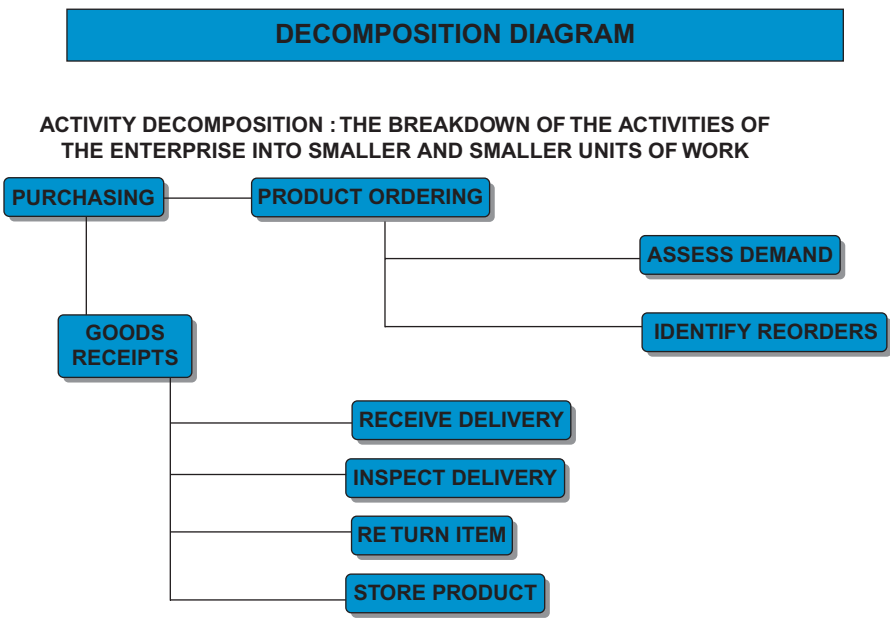 DECOMPOSITION DIAGRAM
ACTIVITY DECOMPOSITION : THE BREAKDOWN OF THE ACTIVITIES OF
THE ENTERPRISE INTO SMALLER AND SMALLER UNITS OF WORK
PURCHASING
PRODUCT ORDERING
ASSESS DEMAND
IDENTIFY REORDERS
GOODS
RECEIPTS
RECEIVE DELIVERY
INSPECT DELIVERY
RE TURN ITEM
STORE PRODUCT